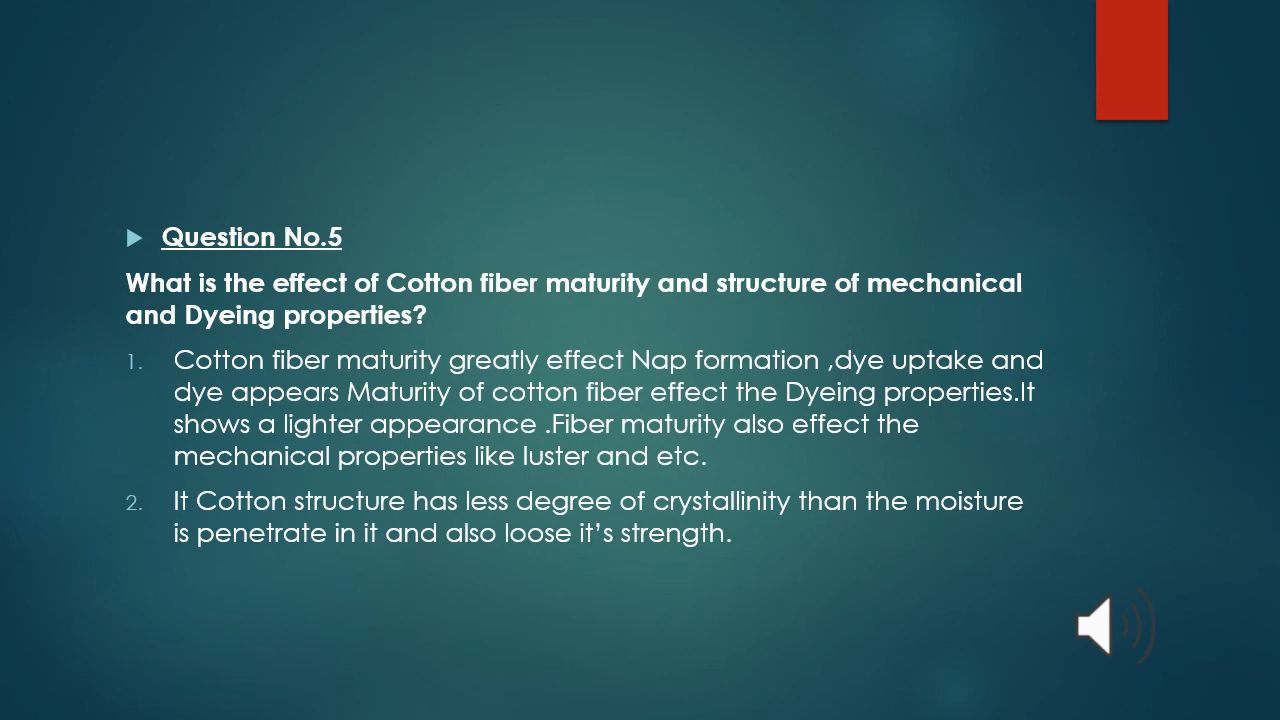 Question No.5
What is the effect of Cotton fiber maturity and structure of mechanical
and Dyeing properties?
1. Cotton fiber maturity greatly effect Nap formation ,dye uptake and
dye appears Maturity of cotton fiber effect the Dyeing properties.It
shows a lighter appearance .Fiber maturity also effect the
mechanical properties like luster and etc.
2. It Cotton structure has less degree of crystallinity than the moisture
is penetrate in it and also loose it’s strength.